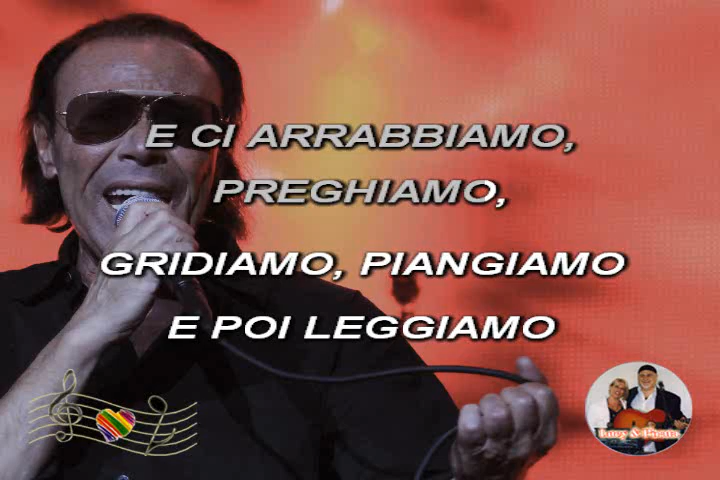 E CI ARRABBIAMO,
PREGHIAMO,
GRIDIAMO, PIANGIAMO
E POI LEGGIAMO